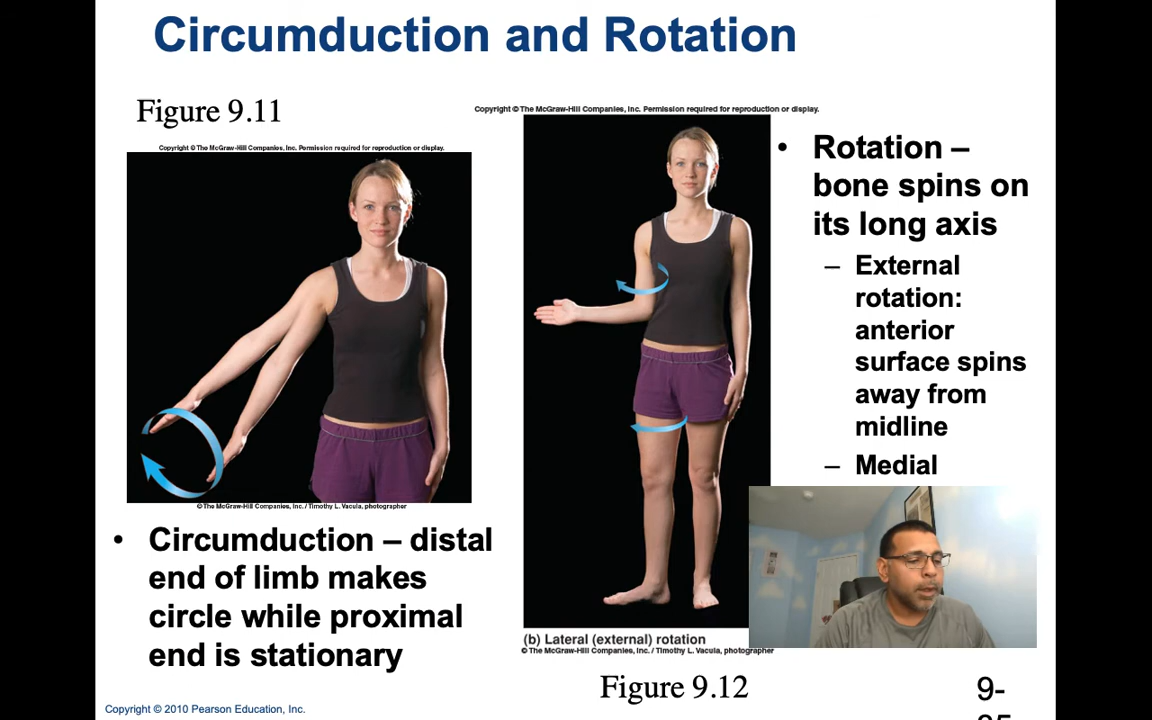 Circumduction and Rotation
Figure 9.11
Copyright © The McGraw-Hill Companies, Inc. Permission required for reproduction or display.
© The McGraw-Hill Companies, Inc. / Timothy L. Vacula, photographer
• Circumduction – distal
end of limb makes
circle while proximal
end is stationary
Copyright © The McGraw-Hill Companies, Inc. Permission required for reproduction or display.
(b) Lateral (external) rotation
© The McGraw-Hill Companies, Inc. / Timothy L. Vacula, photographer
Figure 9.12
• Rotation –
bone spins on
its long axis
– External
rotation:
anterior
surface spins
away from
midline
– Medial
Copyright © 2010 Pearson Education, Inc.
9-